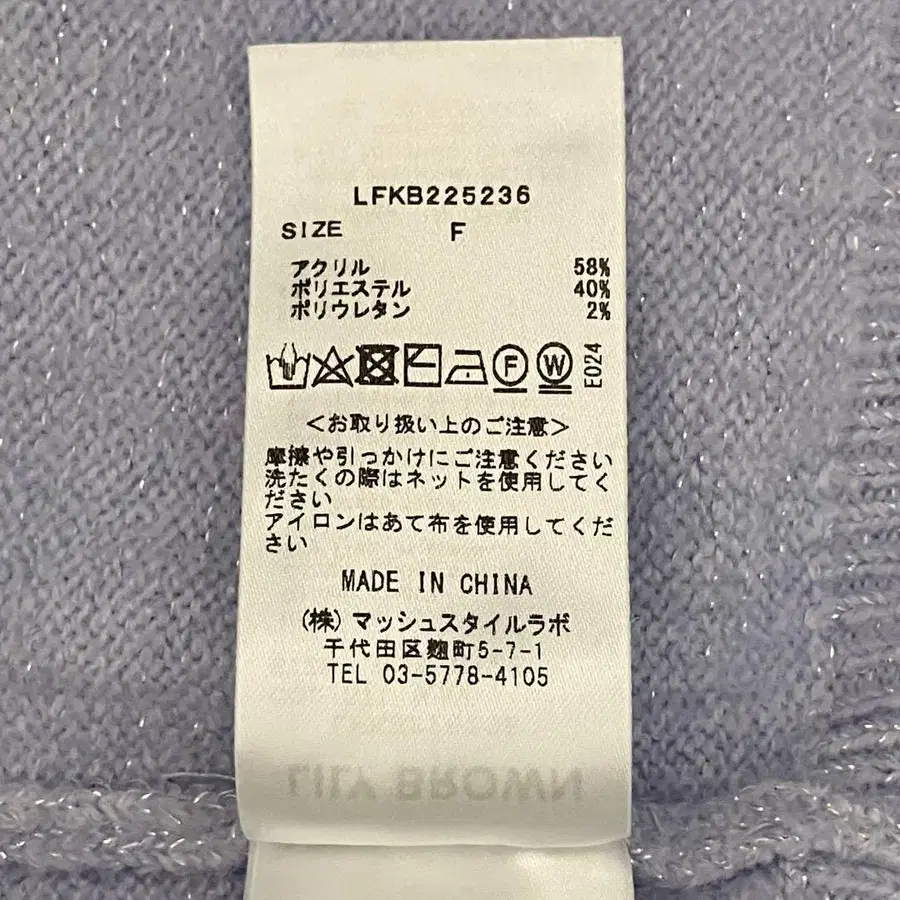 LFKB225236
SIZE F
アクリル 58%
ポリエステル 40%
ポリウレタン 2%
F W E024
<お取り扱い上のご注意>
摩擦や引っかけにご注意ください
洗たくの際はネットを使用してく
ださい
アイロンはあて布を使用してくだ
さい
MADE IN CHINA
(株)マッシュスタイルラボ
千代田区麹町5-7-1
TEL 03-5778-4105
LILY BROWN